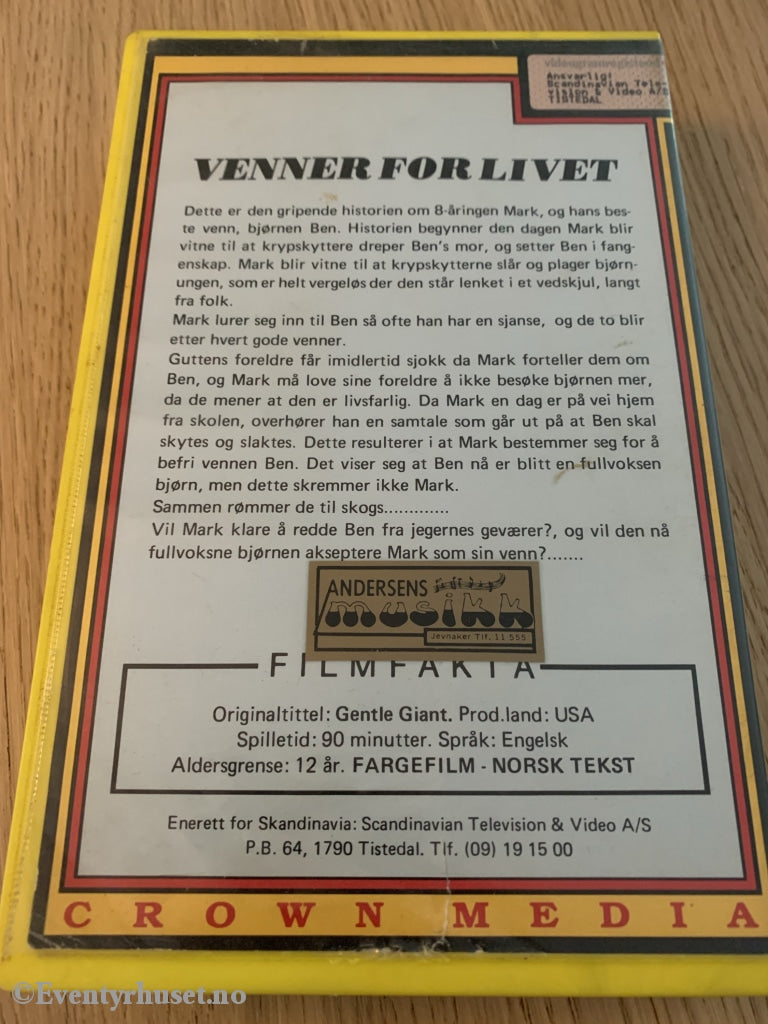 videogramregisteret
Ansvarlig:
Scandinavian Tele-
vision & Video A/S
TISTEDAL
VENNER FOR LIVET
Dette er den gripende historien om 8-åringen Mark, og hans bes-
te venn, bjørnen Ben. Historien begynner den dagen Mark blir
vitne til at krypskyttere dreper Ben's mor, og setter Ben i fang-
enskap. Mark blir vitne til at krypskytterne slår og plager bjørn-
ungen, som er helt vergeløs der den står lenket i et vedskjul, langt
fra folk.
Mark lurer seg inn til Ben så ofte han har en sjanse, og de to blir
etter hvert gode venner.
Guttens foreldre får imidlertid sjokk da Mark forteller dem om
Ben, og Mark må love sine foreldre å ikke besøke bjørnen mer,
da de mener at den er livsfarlig. Da Mark en dag er på vei hjem
fra skolen, overhører han en samtale som går ut på at Ben skal
skytes og slaktes. Dette resulterer i at Mark bestemmer seg for å
befri vennen Ben. Det viser seg at Ben nå er blitt en fullvoksen
bjørn, men dette skremmer ikke Mark.
Sammen rømmer de til skogs.............
Vil Mark klare å redde Ben fra jegernes geværer?, og vil den nå
fullvoksne bjørnen akseptere Mark som sin venn?.......
ANDERSENS
musikk
Jevnaker Tlf. 11 555
FILMFAKTA
Originaltittel: Gentle Giant. Prod.land: USA
Spilletid: 90 minutter. Språk: Engelsk
Aldersgrense: 12 år. FARGEFILM - NORSK TEKST
Enerett for Skandinavia: Scandinavian Television & Video A/S
P.B. 64, 1790 Tistedal. Tlf. (09) 19 15 00
CROWN MEDIA
©Eventyrhuset.no